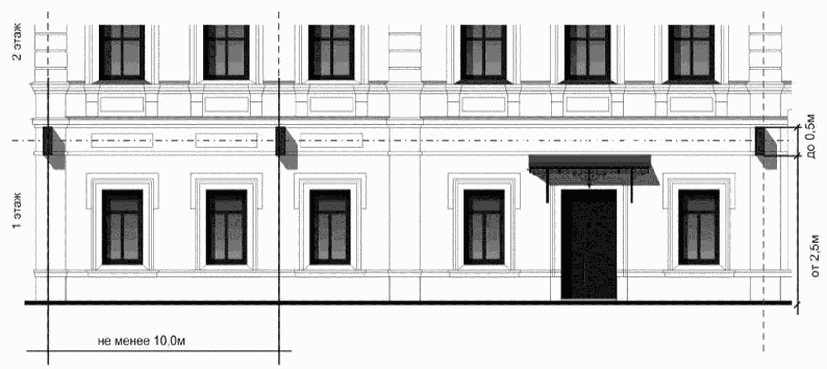 2 этаж
до 0,5м
1 этаж
от 2,5м
не менее 10.0м